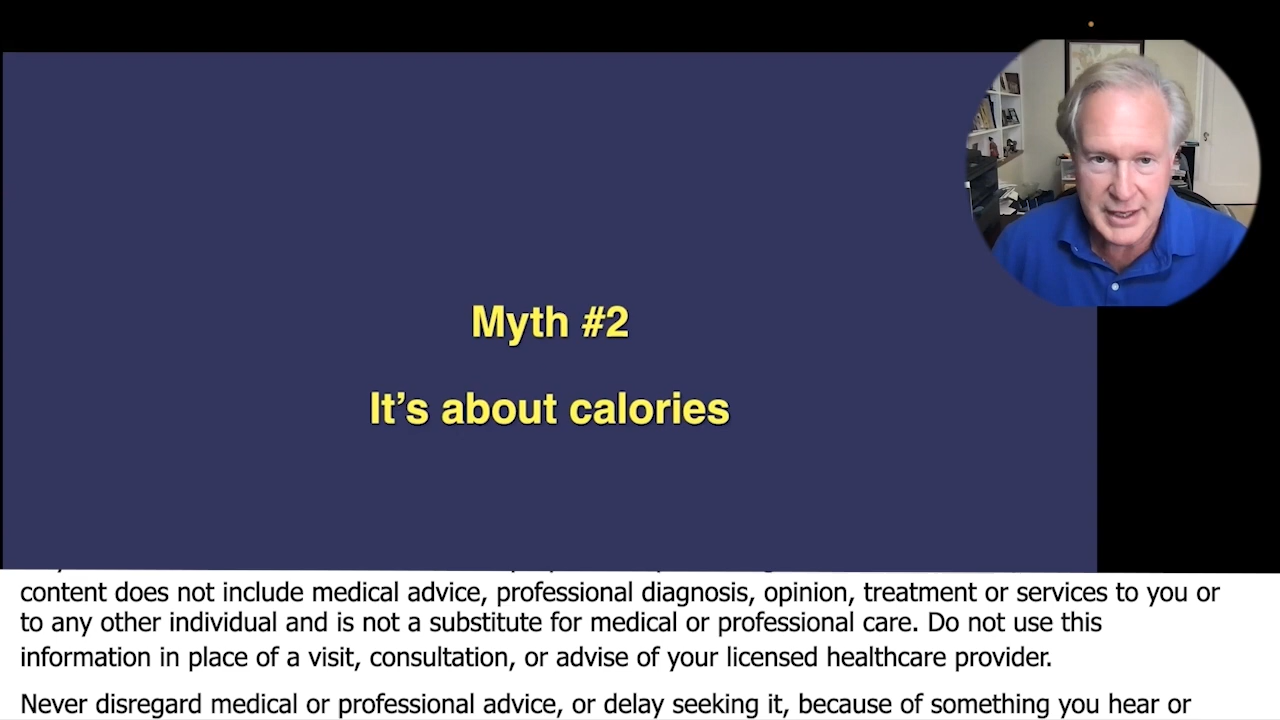 Myth #2
It’s about calories
content does not include medical advice, professional diagnosis, opinion, treatment or services to you or
to any other individual and is not a substitute for medical or professional care. Do not use this
information in place of a visit, consultation, or advise of your licensed healthcare provider.
Never disregard medical or professional advice, or delay seeking it, because of something you hear or